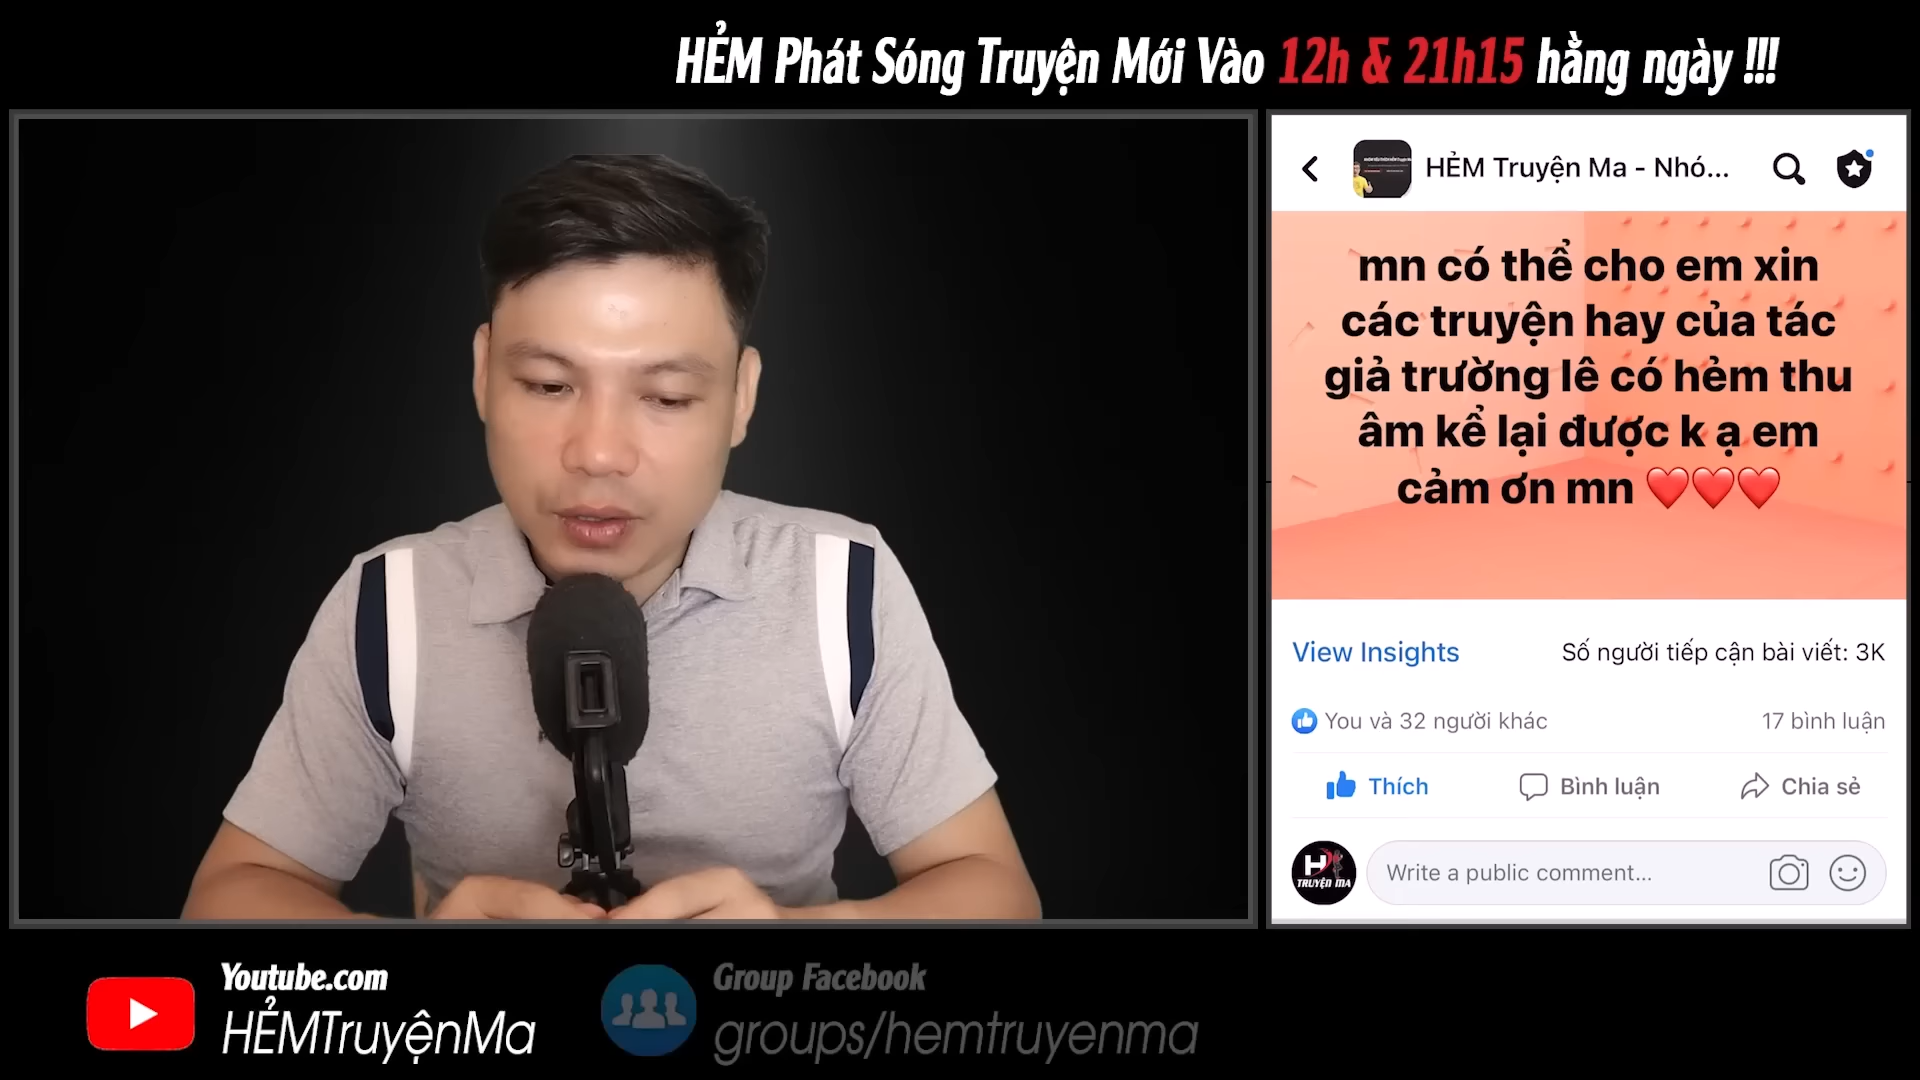 HẺM Phát Sóng Truyện Mới Vào 12h & 21h15 hằng ngày !!!
HẺM Truyện Ma - Nhó...
mn có thể cho em xin
các truyện hay của tác
giả trường lê có hẻm thu
âm kể lại được k ạ em
cảm ơn mn ❤️❤️❤️
View Insights
Số người tiếp cận bài viết: 3K
You và 32 người khác
17 bình luận
Thích
Bình luận
Chia sẻ
H
TRUYỆN MA
Write a public comment...
Youtube.com
HẺMTruyệnMa
Group Facebook
groups/hemtruyenma